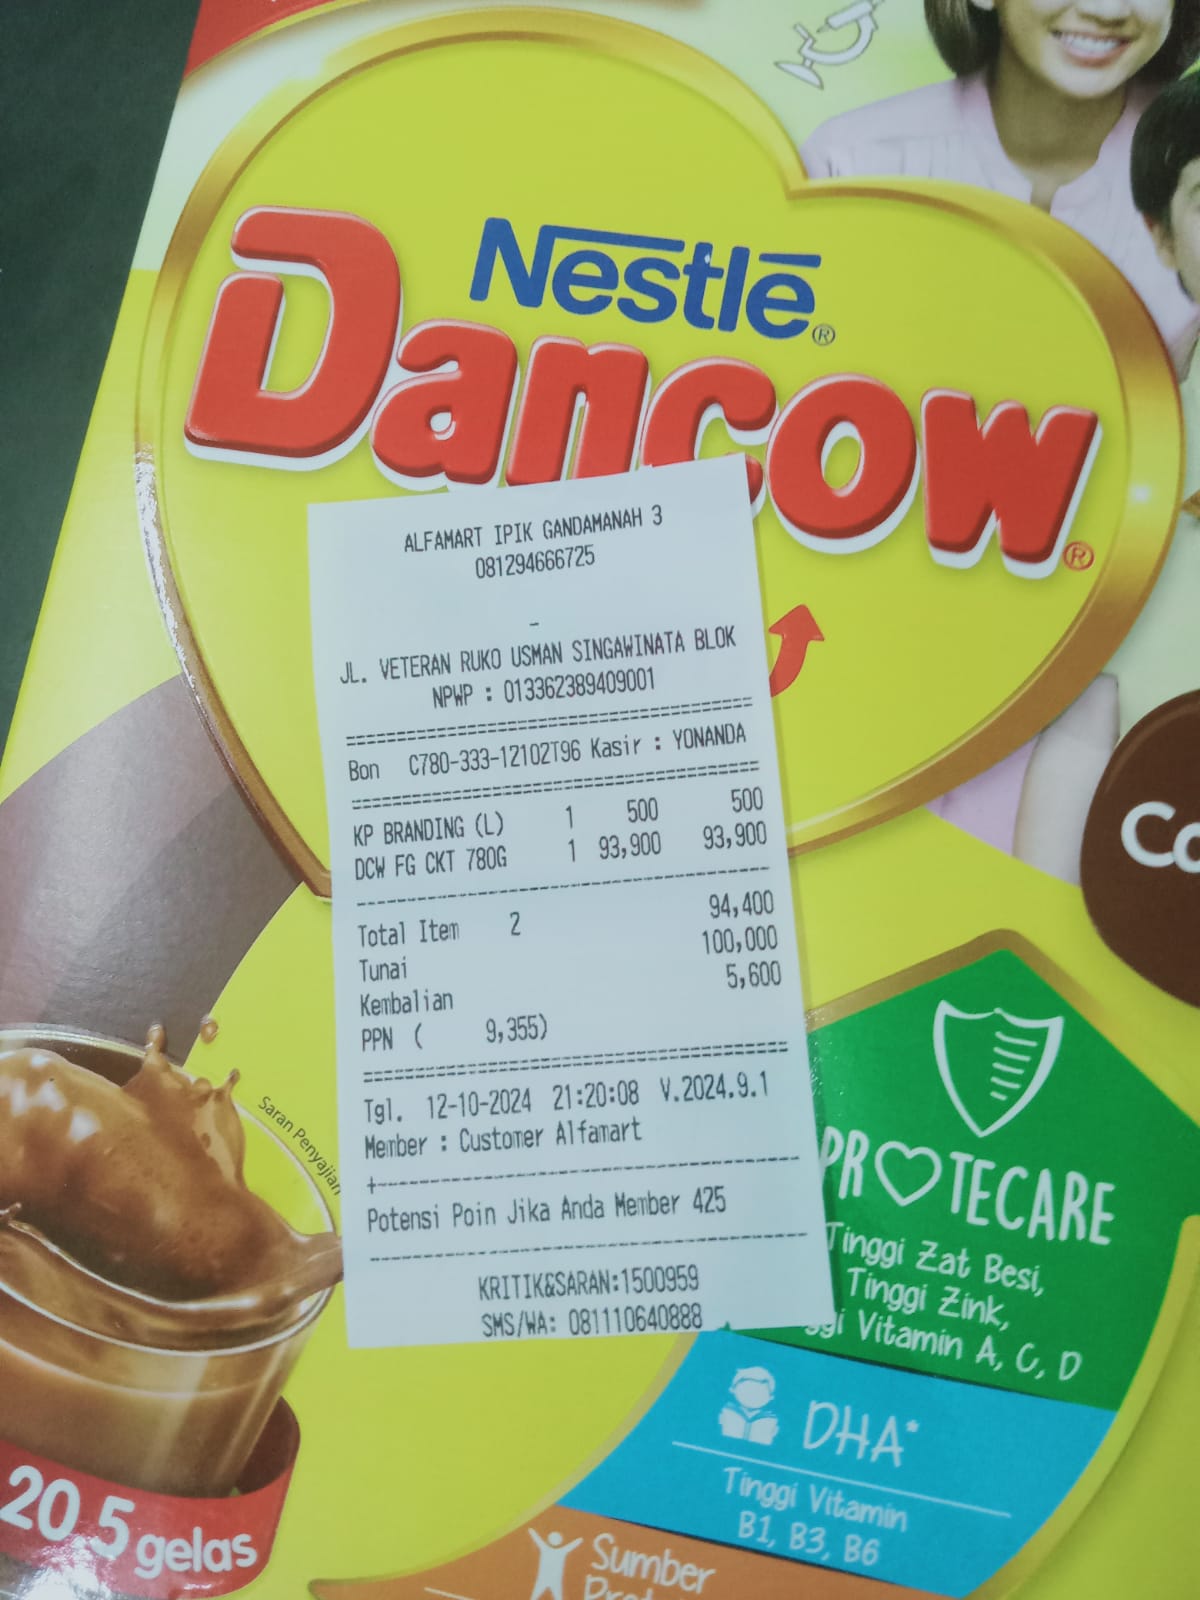 Nestlē®
Dancow®
ALFAMART IPIK GANDAMANAH 3
081294666725
-
JL. VETERAN RUKO USMAN SINGAWINATA BLOK
NPWP : 013362389409001
Bon C780-333-12102T96 Kasir : YONANDA
KP BRANDING (L) 1 500 500
DCW FG CKT 780G 1 93,900 93,900
Total Item 2 94,400
Tunai 100,000
Kembalian 5,600
PPN ( 9,355)
Tgl. 12-10-2024 21:20:08 V.2024.9.1
Member : Customer Alfamart
Potensi Poin Jika Anda Member 425
KRITIK&SARAN:1500959
SMS/WA: 081110640888
Co
Saran Penyajian
20,5 gelas
PROTECARE
Tinggi Zat Besi,
Tinggi Zink,
ggi Vitamin A, C, D
DHA*
Tinggi Vitamin
B1, B3, B6
Sumber